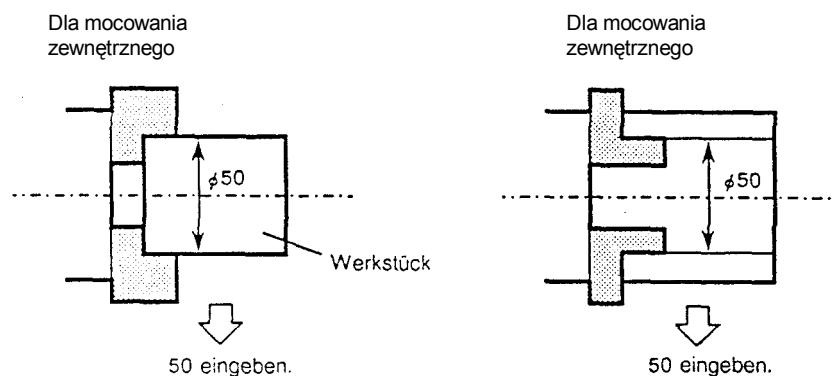 Dla mocowania
zewnętrznego
ϕ50
Werkstück
50 eingeben.
Dla mocowania
zewnętrznego
ϕ50
50 eingeben.